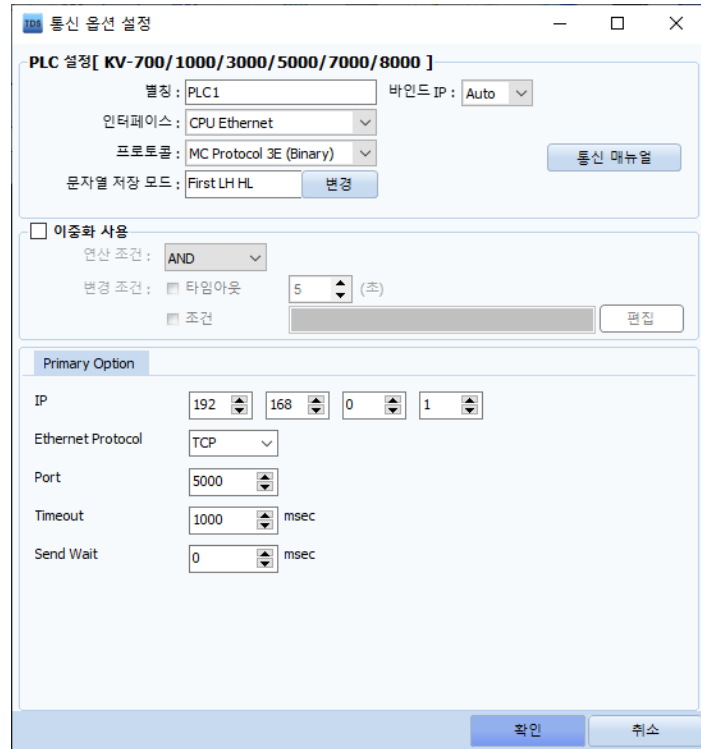 TDS 통신 옵션 설정
PLC 설정[ KV-700/1000/3000/5000/7000/8000 ]
별칭 : PLC1 바인드 IP : Auto
인터페이스 : CPU Ethernet
프로토콜 : MC Protocol 3E (Binary) 통신 매뉴얼
문자열 저장 모드 : First LH HL 변경
이중화 사용
연산 조건 : AND
변경 조건 : 타임아웃 5 (초)
조건 편집
Primary Option
IP 192 168 0 1
Ethernet Protocol TCP
Port 5000
Timeout 1000 msec
Send Wait 0 msec
확인 취소